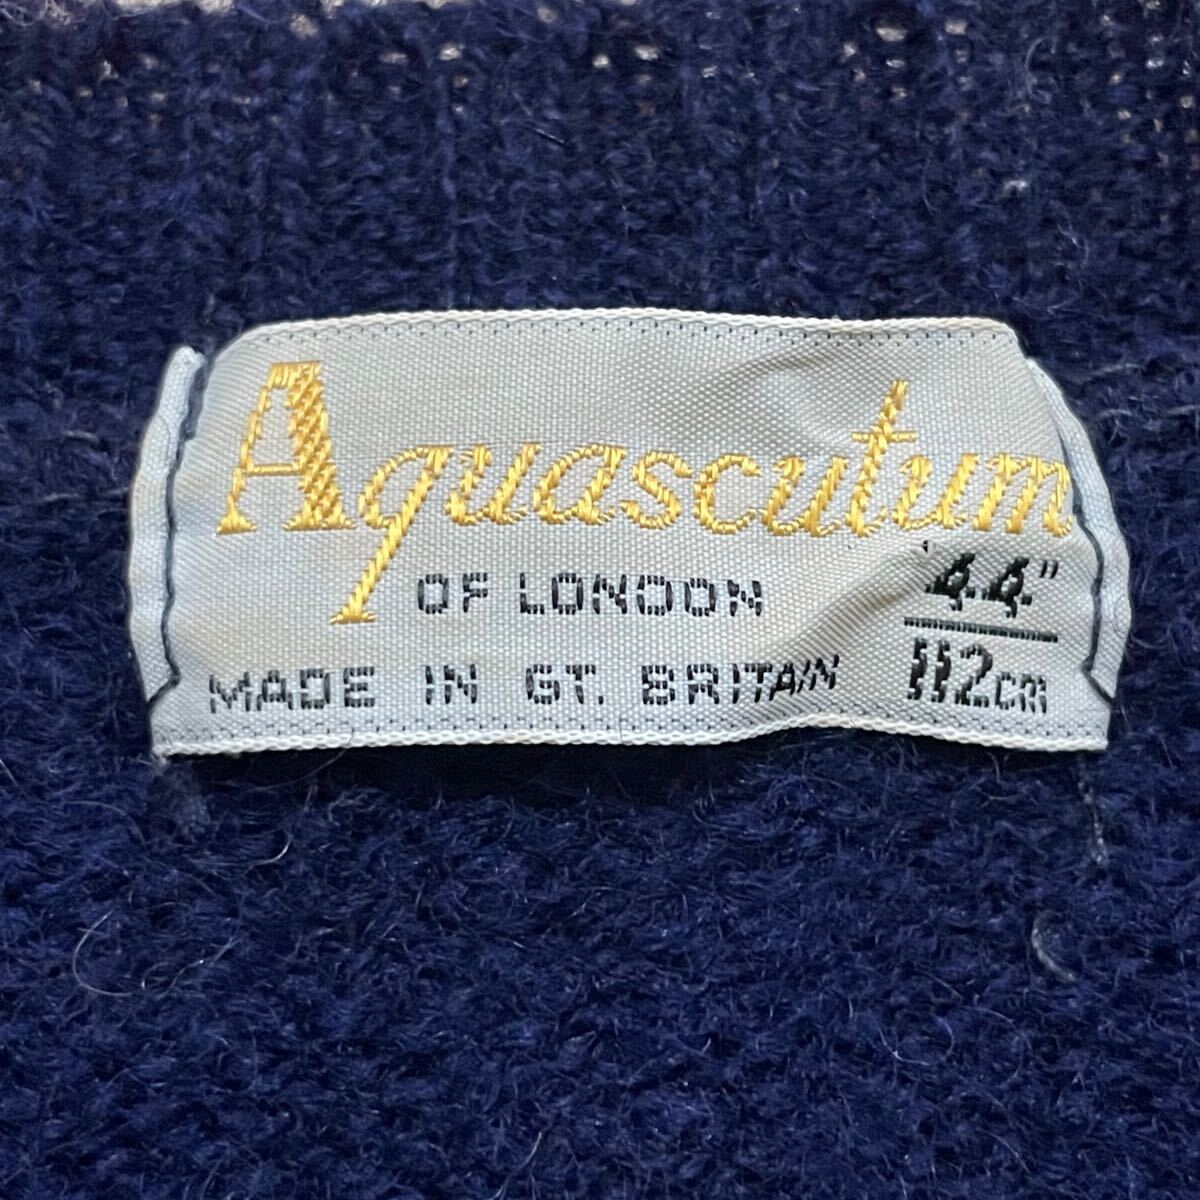 Aquascutum
OF LONDON
44"
112cm
MADE IN GT. BRITAIN